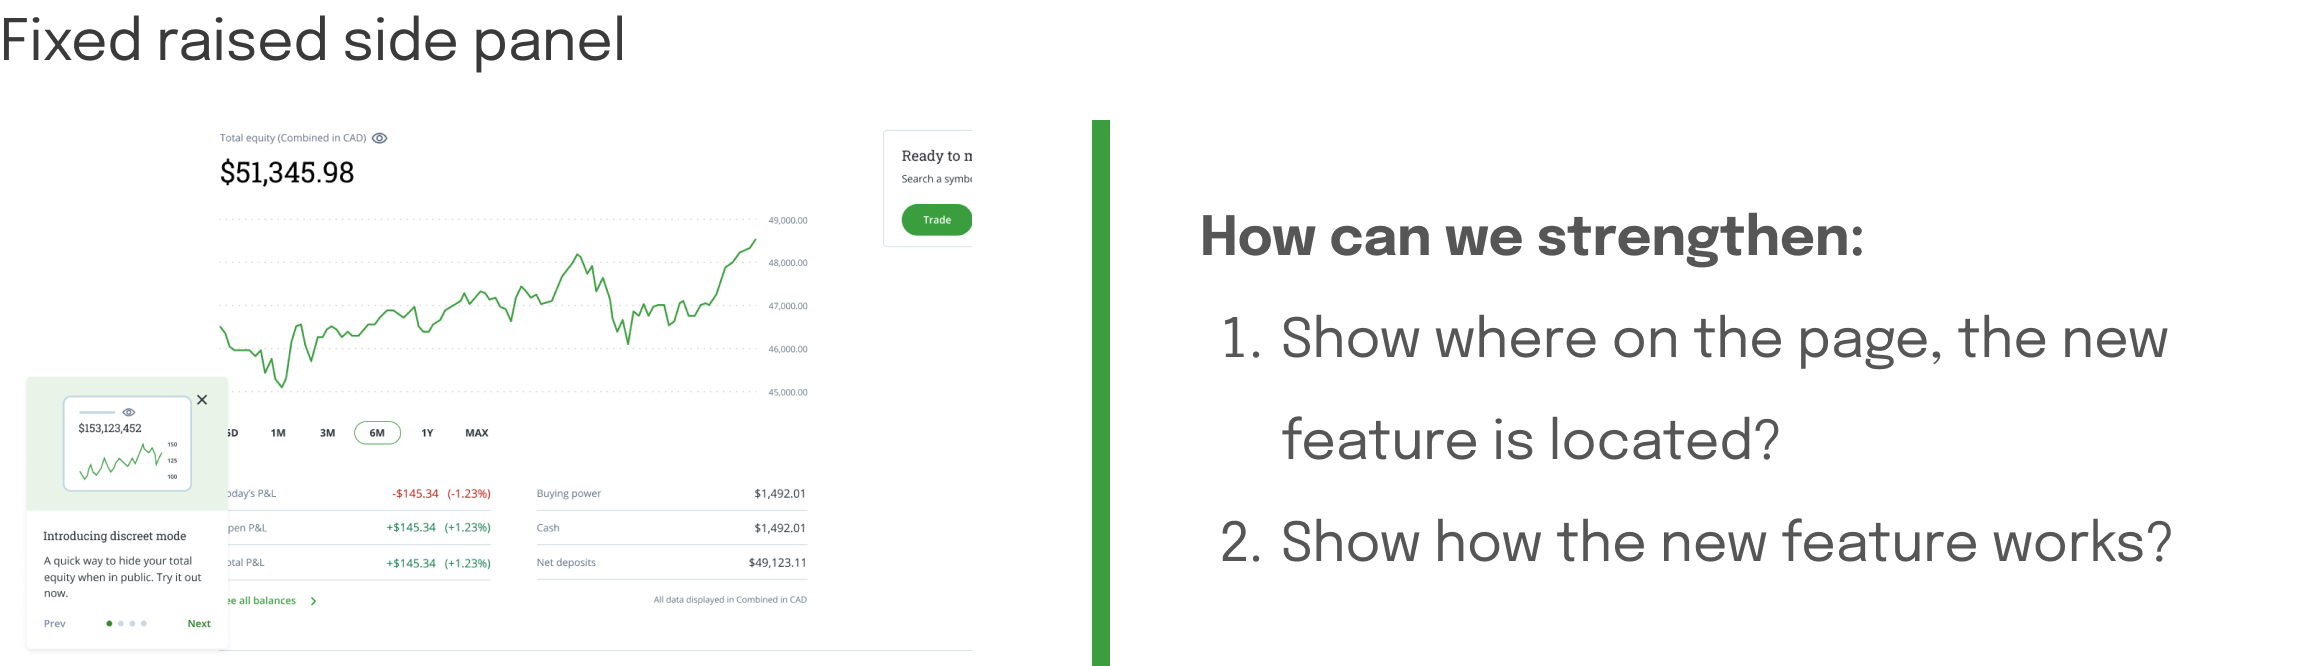 Fixed raised side panel
Total equity (Combined in CAD)
$51,345.98
49,000.00
48,000.00
47,000.00
46,000.00
45,000.00
5D 1M 3M 6M 1Y MAX
oday's P&L -$145.34 (-1.23%)
pen P&L +$145.34 (+1.23%)
otal P&L +$145.34 (+1.23%)
ee all balances
Buying power $1,492.01
Cash $1,492.01
Net deposits $49,123.11
All data displayed in Combined in CAD
Ready to m
Search a symbo
Trade
$153,123,452
150
125
100
Introducing discreet mode
A quick way to hide your total
equity when in public. Try it out
now.
Prev Next
How can we strengthen:
1. Show where on the page, the new
feature is located?
2. Show how the new feature works?